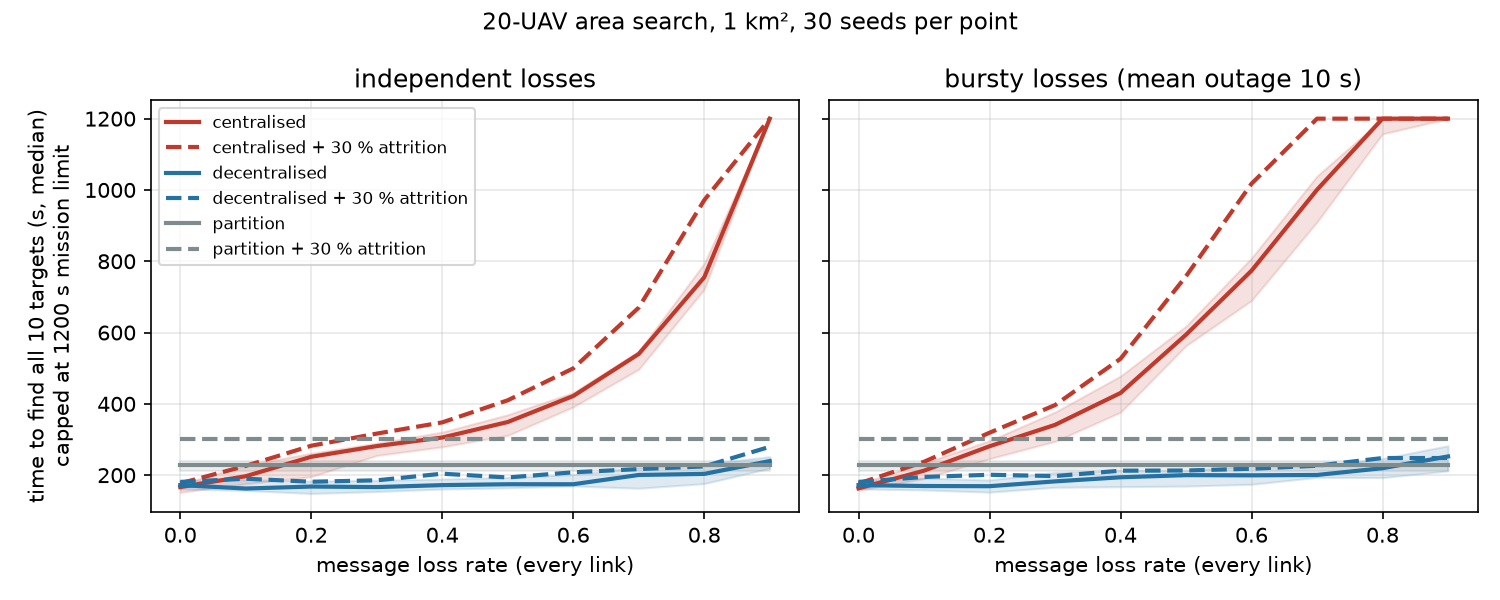 20-UAV area search, 1 km², 30 seeds per point
independent losses
bursty losses (mean outage 10 s)
time to find all 10 targets (s, median)
capped at 1200 s mission limit
1200
1000
800
600
400
200
centralised
centralised + 30 % attrition
decentralised
decentralised + 30 % attrition
partition
partition + 30 % attrition
0.0 0.2 0.4 0.6 0.8
0.0 0.2 0.4 0.6 0.8
message loss rate (every link)
message loss rate (every link)